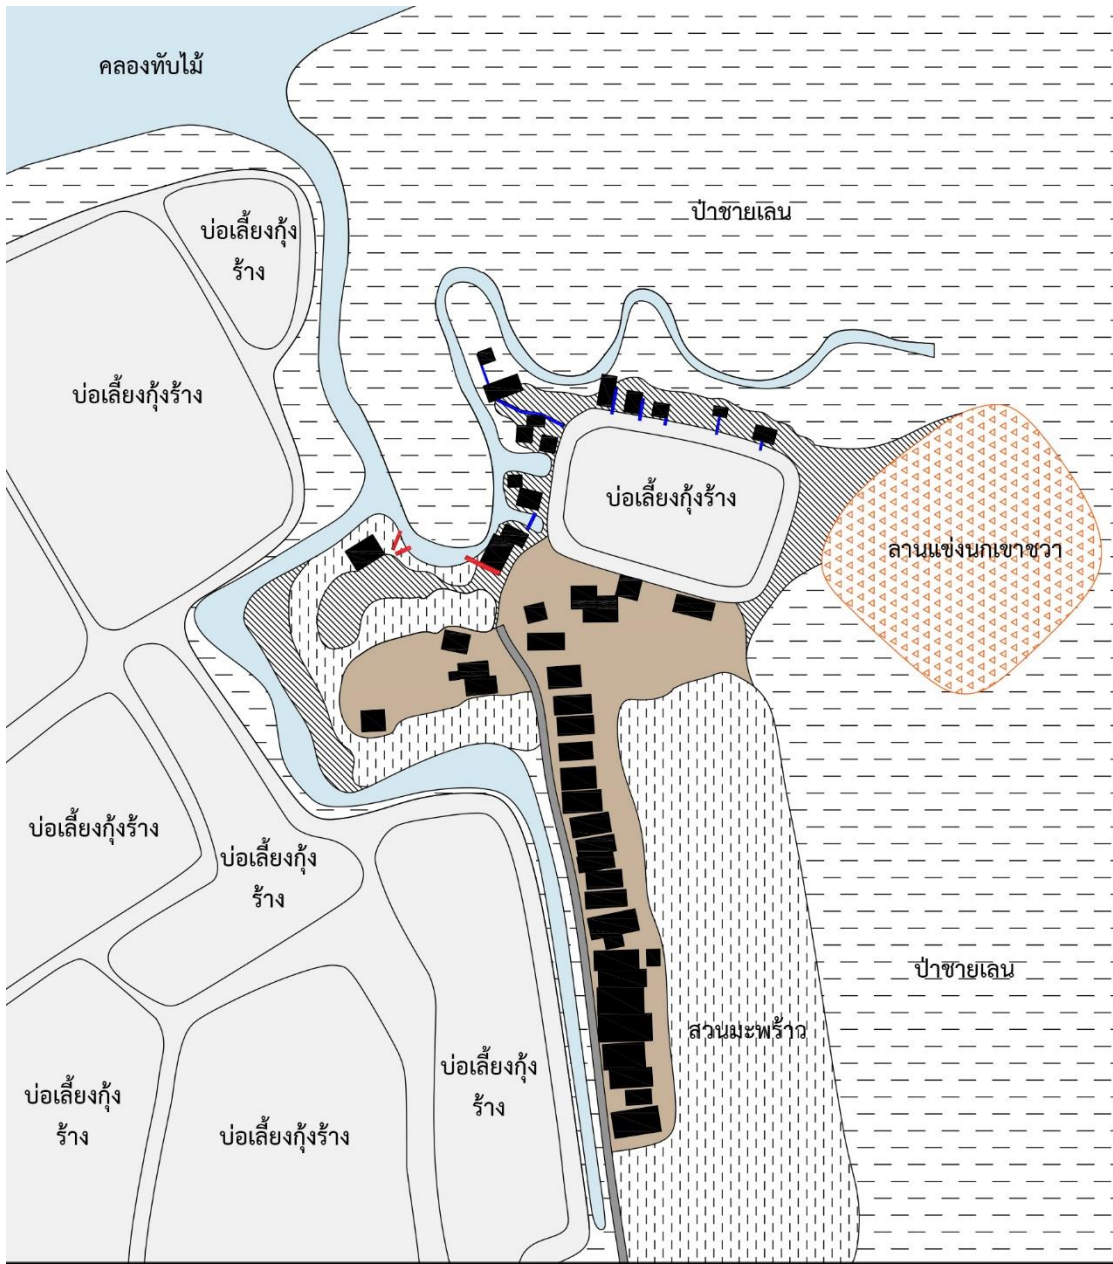 คลองทับไม้
ป่าชายเลน
บ่อเลี้ยงกุ้ง
ร้าง
บ่อเลี้ยงกุ้งร้าง
บ่อเลี้ยงกุ้งร้าง
ลานแข่งนกเขาชวา
บ่อเลี้ยงกุ้งร้าง
บ่อเลี้ยงกุ้ง
ร้าง
ป่าชายเลน
สวนมะพร้าว
บ่อเลี้ยงกุ้ง
ร้าง
บ่อเลี้ยงกุ้ง
ร้าง
บ่อเลี้ยงกุ้งร้าง